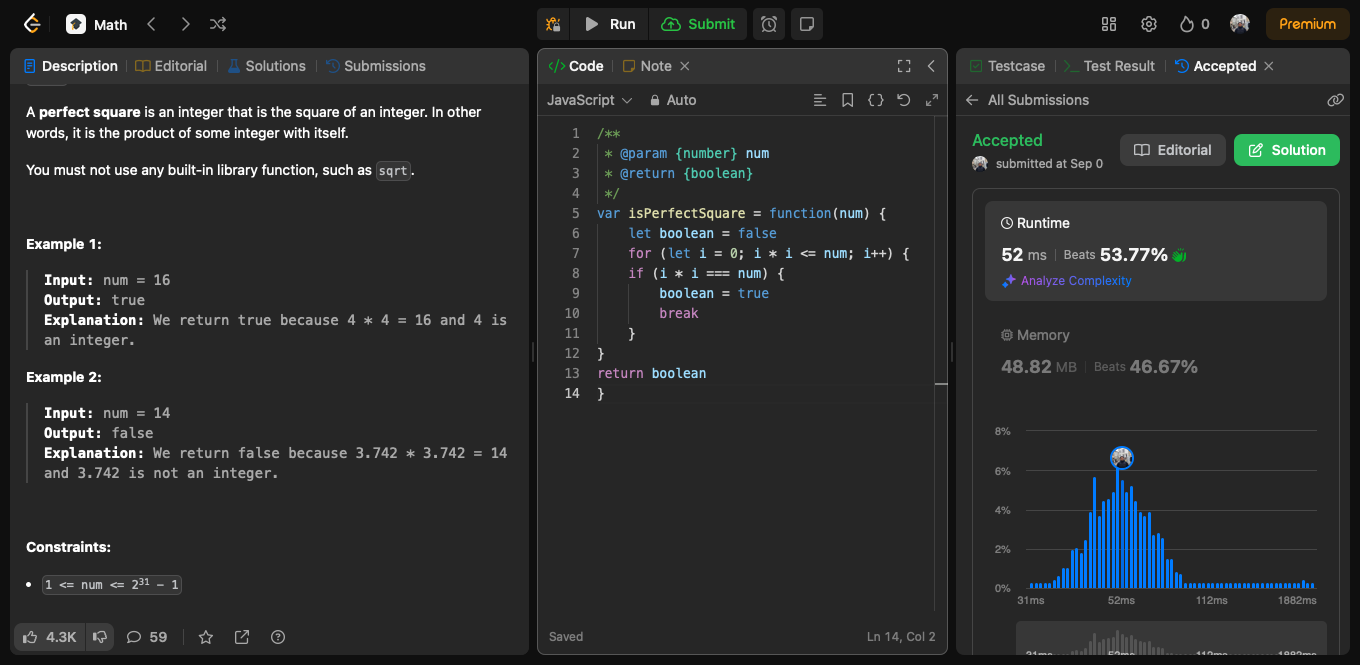 Math
Run
Submit
0
Premium
Description
Editorial
Solutions
Submissions
A perfect square is an integer that is the square of an integer. In other
words, it is the product of some integer with itself.
You must not use any built-in library function, such as sqrt.
Example 1:
Input: num = 16
Output: true
Explanation: We return true because 4 * 4 = 16 and 4 is
an integer.
Example 2:
Input: num = 14
Output: false
Explanation: We return false because 3.742 * 3.742 = 14
and 3.742 is not an integer.
Constraints:
• 1 <= num <= 2³¹ - 1
4.3K
59
</> Code
Note
JavaScript
Auto
1 /**
2  * @param {number} num
3  * @return {boolean}
4  */
5 var isPerfectSquare = function(num) {
6     let boolean = false
7     for (let i = 0; i * i <= num; i++) {
8     if (i * i === num) {
9         boolean = true
10         break
11     }
12 }
13 return boolean
14 }
Saved
Ln 14, Col 2
Testcase
Test Result
Accepted
All Submissions
Accepted
submitted at Sep 0
Editorial
Solution
Runtime
52 ms | Beats 53.77%
Analyze Complexity
Memory
48.82 MB | Beats 46.67%
8%
6%
4%
2%
0%
31ms 52ms 112ms 1882ms
31ms 52ms 112ms 1882ms